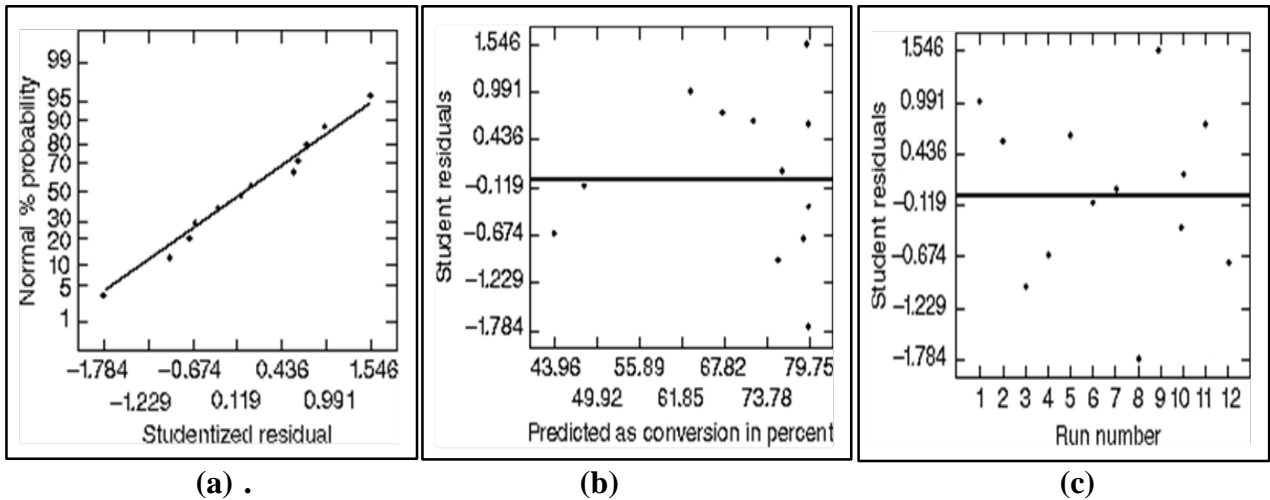 Normal % probability
99
95
90
80
70
50
30
20
10
5
1
−1.784 −0.674 0.436 1.546
−1.229 0.119 0.991
Studentized residual
Student residuals
1.546
0.991
0.436
−0.119
−0.674
−1.229
−1.784
43.96 55.89 67.82 79.75
49.92 61.85 73.78
Predicted as conversion in percent
Student residuals
1.546
0.991
0.436
−0.119
−0.674
−1.229
−1.784
1 2 3 4 5 6 7 8 9 10 11 12
Run number
(a) . (b) (c)